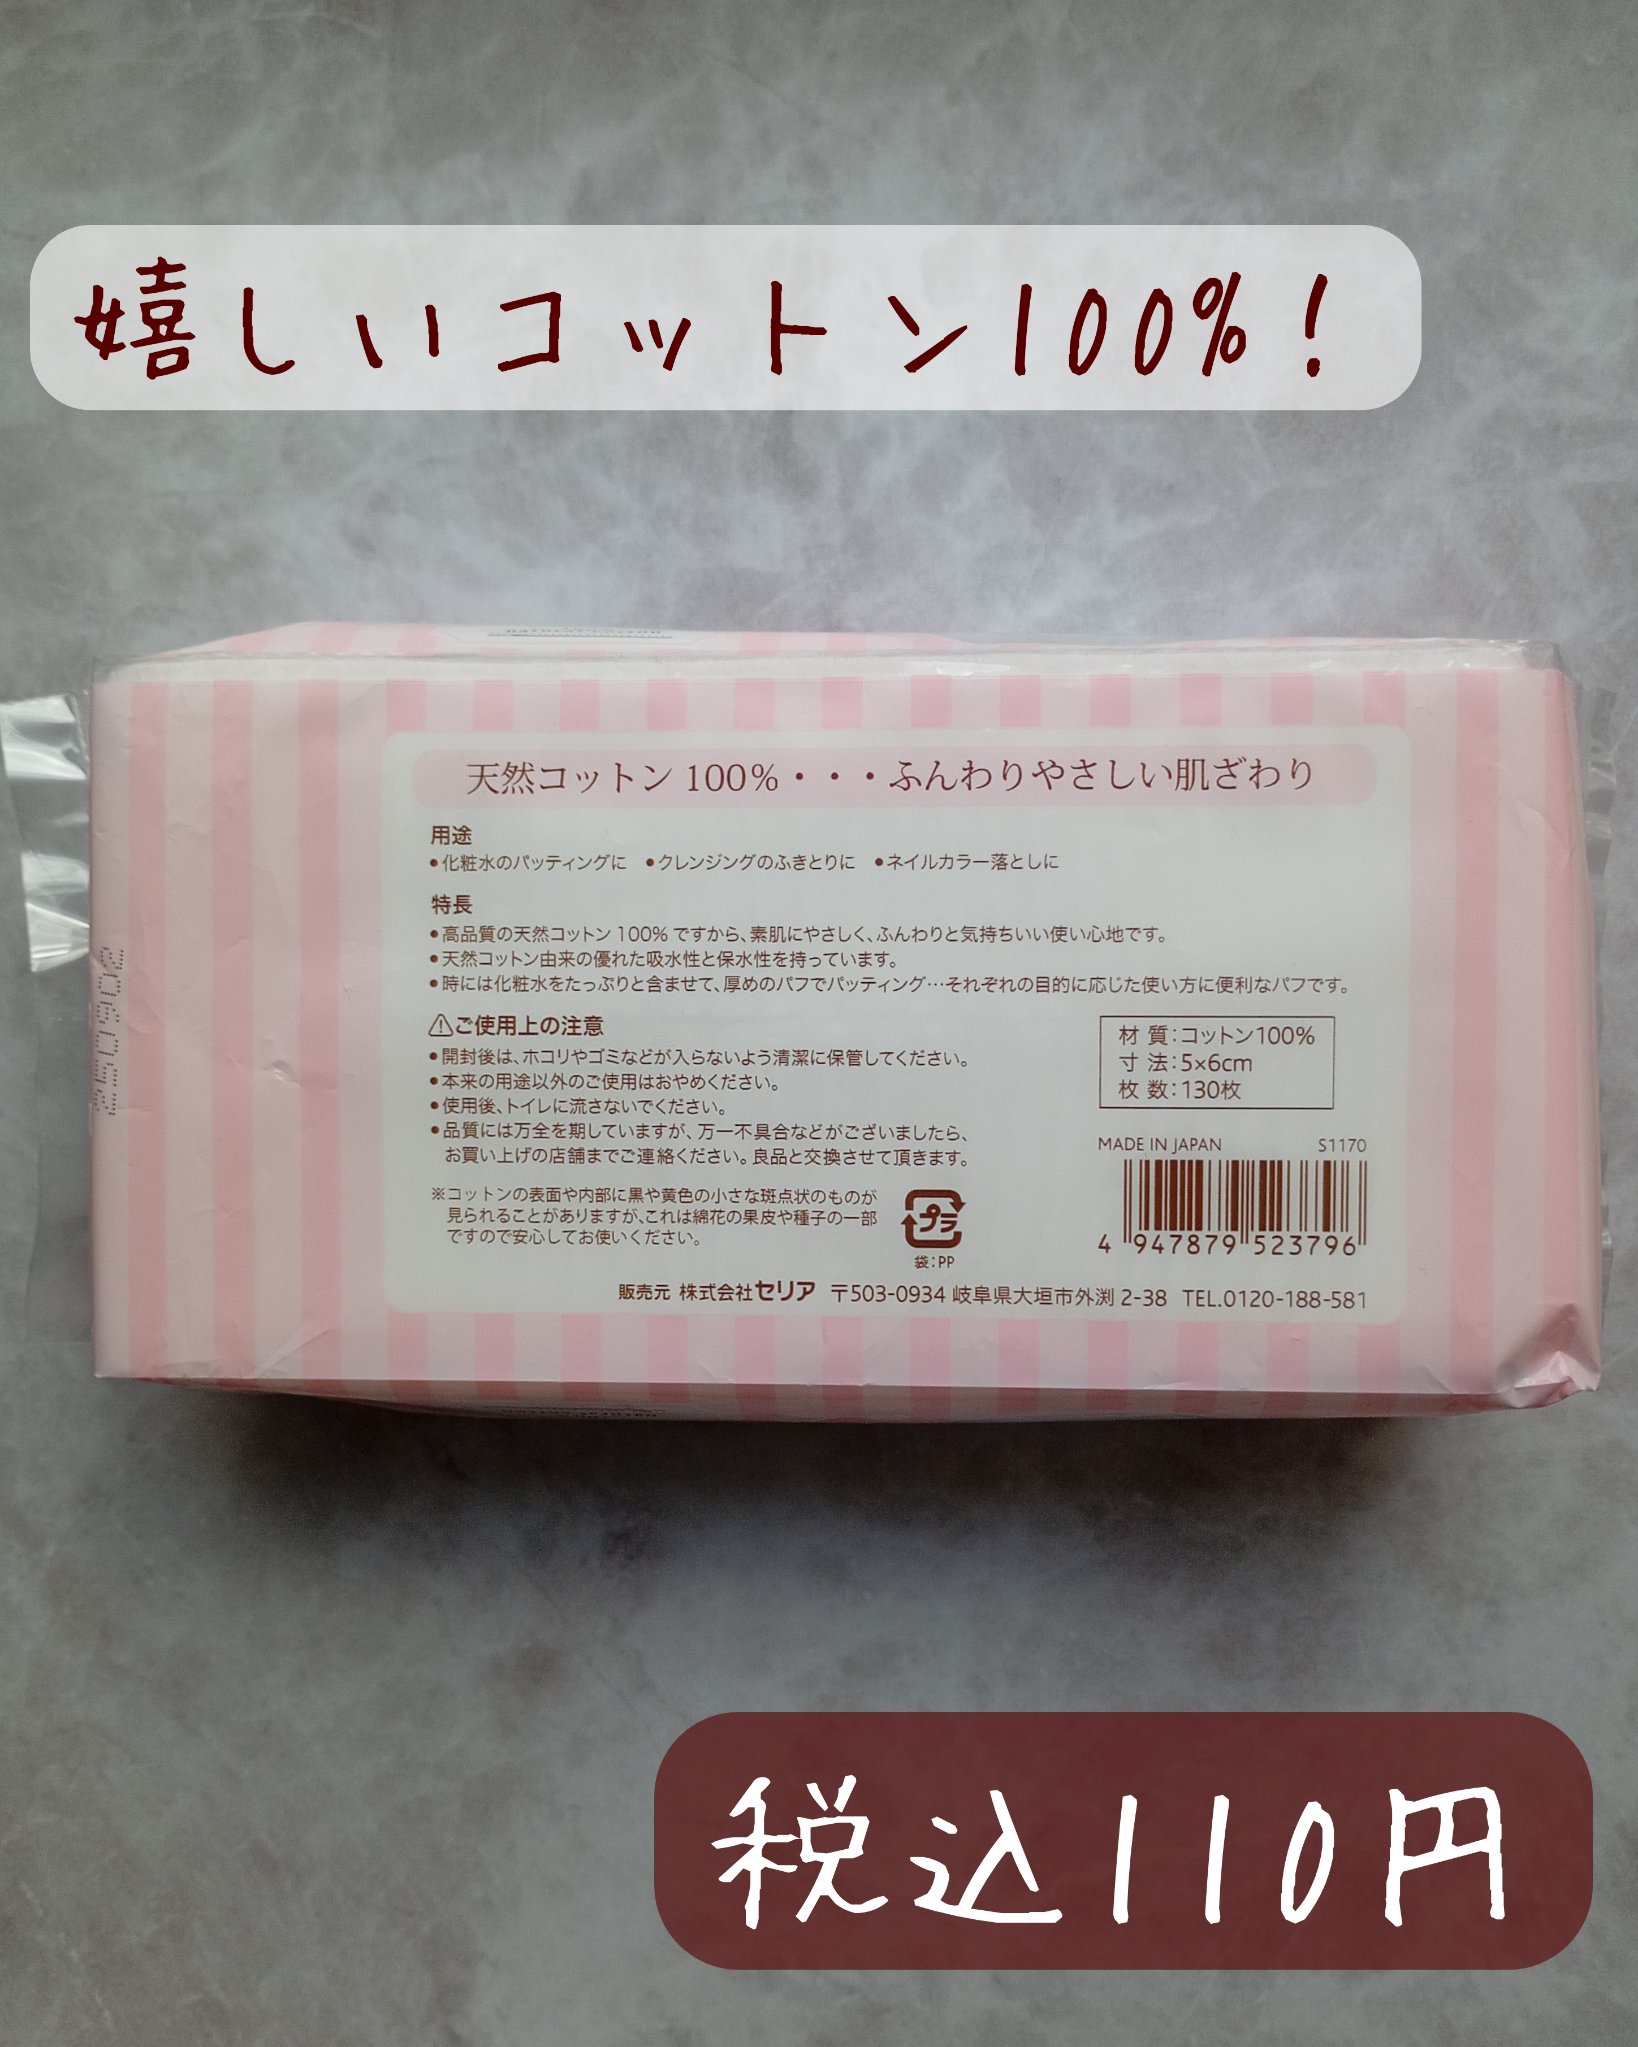 嬉しいコットン100%!
天然コットン100%・・・ふんわりやさしい肌ざわり
用途
●化粧水のパッティングに ●クレンジングのふきとりに ●ネイルカラー落としに
特長
●高品質の天然コットン100%ですから、素肌にやさしく、ふんわりと気持ちいい使い心地です。
●天然コットン由来の優れた吸水性と保水性を持っています。
●時には化粧水をたっぷりと含ませて、厚めのパフでパッティング…それぞれの目的に応じた使い方に便利なパフです。
⚠ご使用上の注意
●開封後は、ホコリやゴミなどが入らないよう清潔に保管してください。
●本来の用途以外のご使用はおやめください。
●使用後、トイレに流さないでください。
●品質には万全を期していますが、万一不具合などがございましたら、
お買い上げの店舗までご連絡ください。良品と交換させて頂きます。
※コットンの表面や内部に黒や黄色の小さな斑点状のものが
見られることがありますが、これは綿花の果皮や種子の一部
ですので安心してお使いください。
プラ
袋:PP
材 質:コットン100%
寸 法:5×6cm
枚 数:130枚
MADE IN JAPAN S1170
4 947879 523796
販売元 株式会社セリア 〒503-0934 岐阜県大垣市外渕2-38 TEL.0120-188-581
税込110円